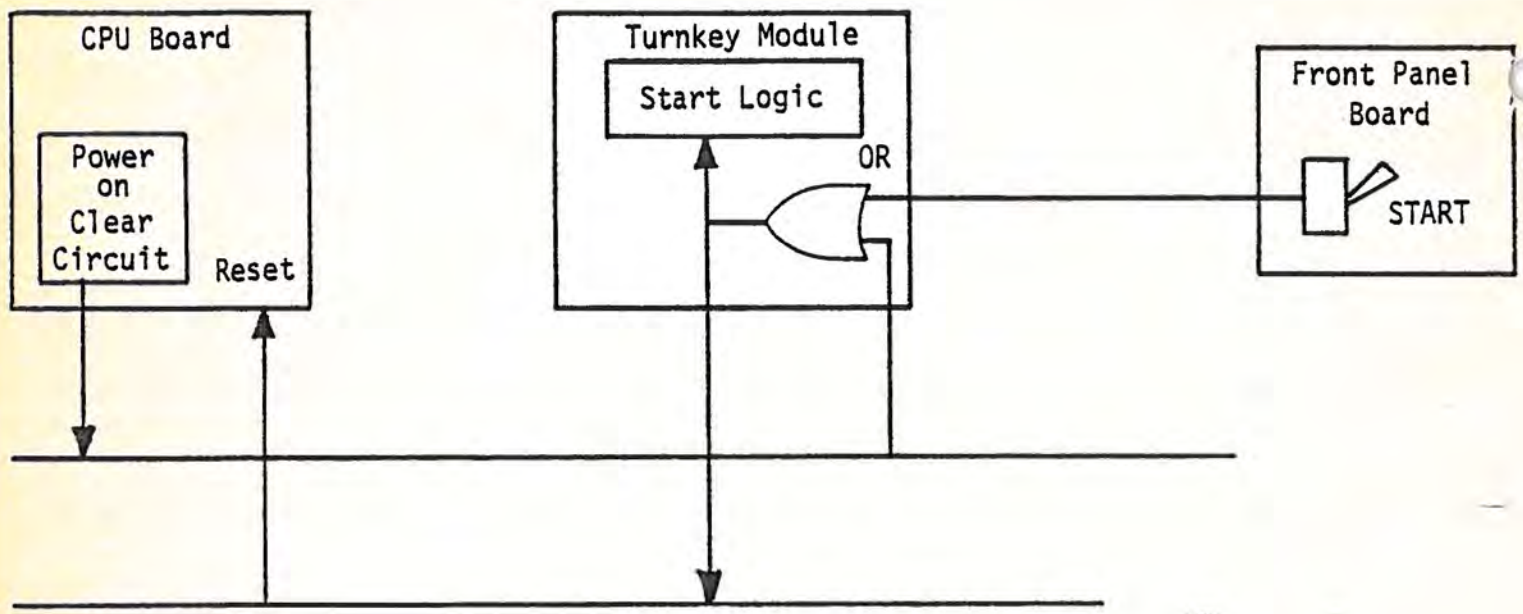 CPU Board
Power
on
Clear
Circuit
Reset
Turnkey Module
Start Logic
OR
Front Panel
Board
START